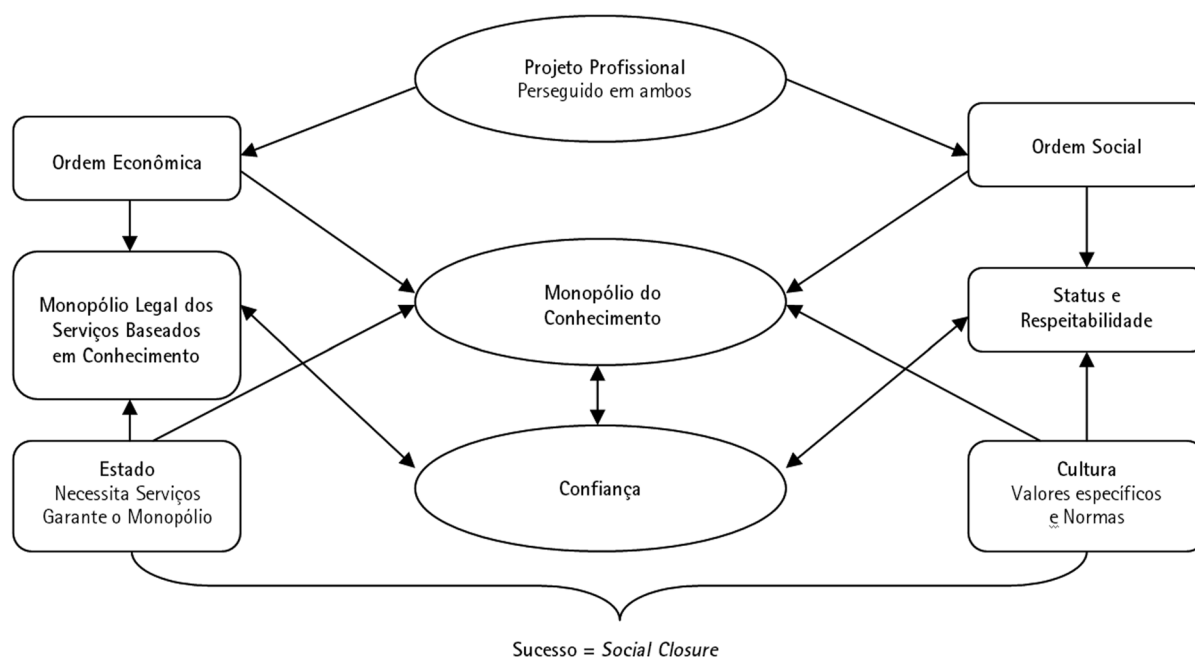 Projeto Profissional
Perseguido em ambos
Ordem Econômica
Ordem Social
Monopólio Legal dos
Serviços Baseados
em Conhecimento
Monopólio do
Conhecimento
Status e
Respeitabilidade
Estado
Necessita Serviços
Garante o Monopólio
Confiança
Cultura
Valores específicos
e Normas
Sucesso = Social Closure